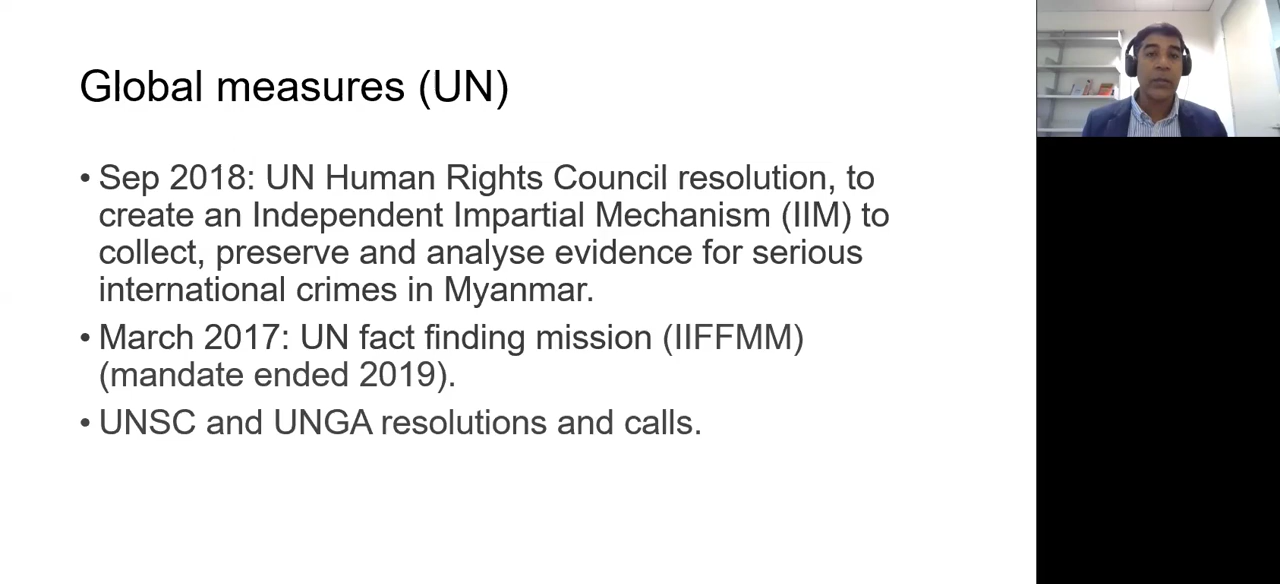 Global measures (UN)
• Sep 2018: UN Human Rights Council resolution, to
create an Independent Impartial Mechanism (IIM) to
collect, preserve and analyse evidence for serious
international crimes in Myanmar.
• March 2017: UN fact finding mission (IIFFMM)
(mandate ended 2019).
• UNSC and UNGA resolutions and calls.